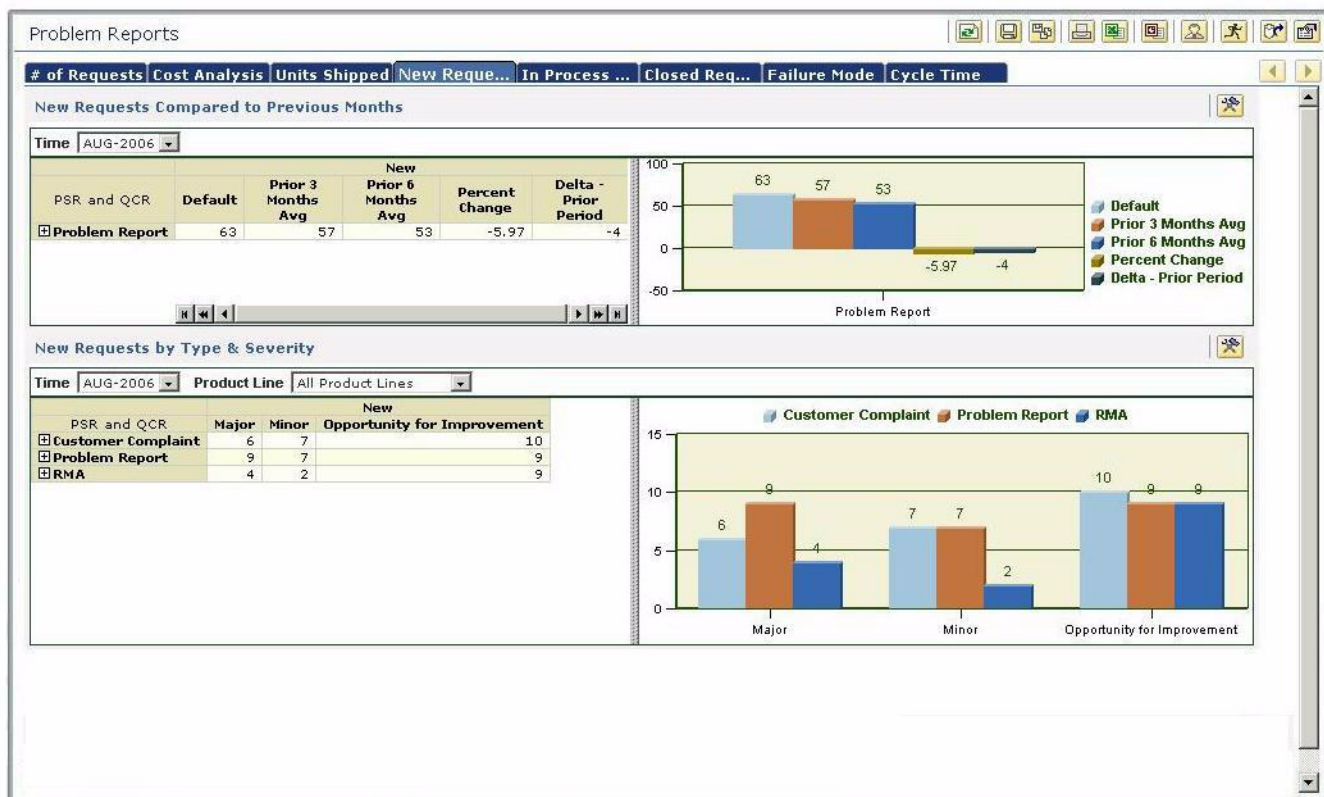 Problem Reports
# of Requests Cost Analysis Units Shipped New Reque... In Process ... Closed Req... Failure Mode Cycle Time
New Requests Compared to Previous Months
Time AUG-2006
New
PSR and QCR Default Prior 3 Months Avg Prior 6 Months Avg Percent Change Delta - Prior Period
Problem Report 63 57 53 -5.97 -4
100
50
0
-50
63 57 53 -5.97 -4
Problem Report
Default
Prior 3 Months Avg
Prior 6 Months Avg
Percent Change
Delta - Prior Period
New Requests by Type & Severity
Time AUG-2006 Product Line All Product Lines
New
PSR and QCR Major Minor Opportunity for Improvement
Customer Complaint 6 7 10
Problem Report 9 7 9
RMA 4 2 9
Customer Complaint Problem Report RMA
15
10
5
0
6 9 4 7 7 2 10 9 9
Major Minor Opportunity for Improvement